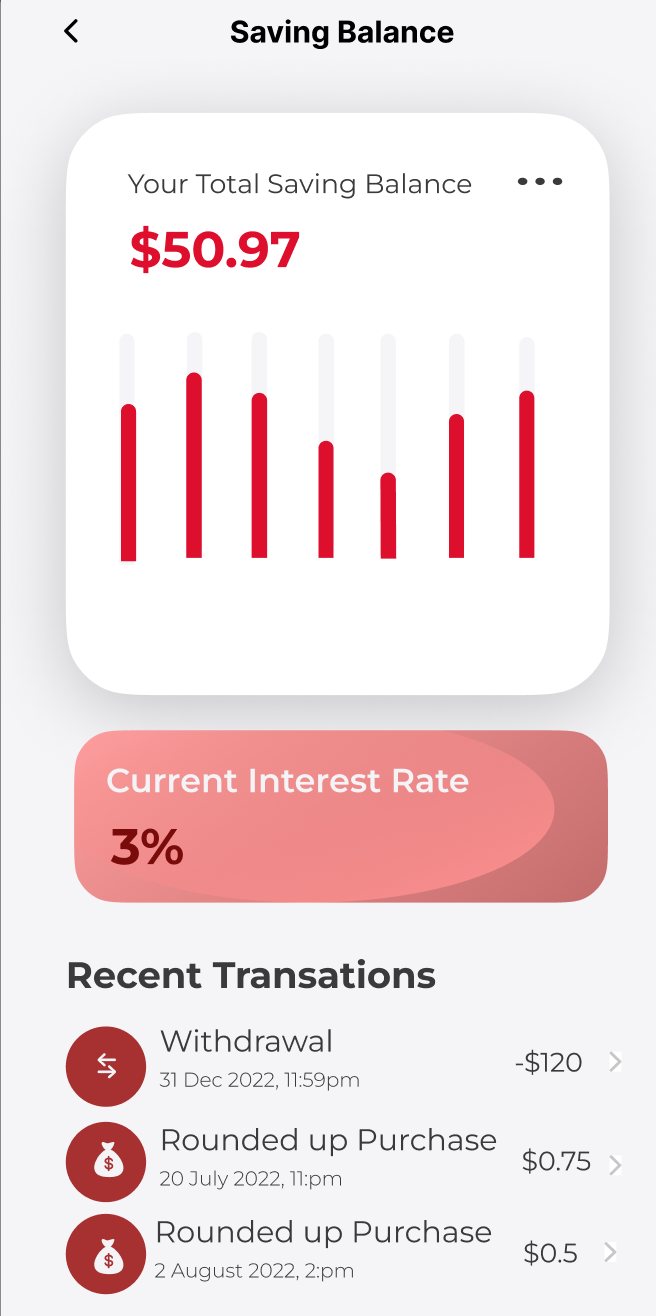 Saving Balance
Your Total Saving Balance
$50.97
Current Interest Rate
3%
Recent Transations
Withdrawal
31 Dec 2022, 11:59pm
-$120
Rounded up Purchase
20 July 2022, 11:pm
$0.75
Rounded up Purchase
2 August 2022, 2:pm
$0.5